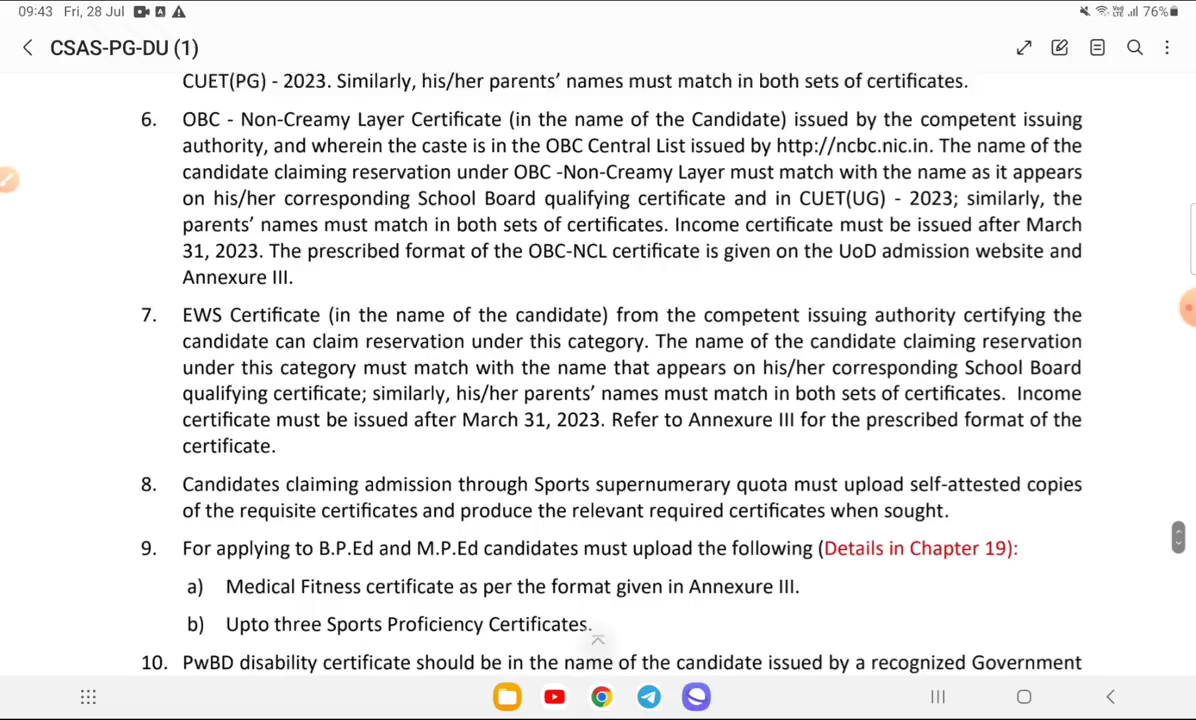 09:43 Fri, 28 Jul 76%
CSAS-PG-DU (1)
CUET(PG) - 2023. Similarly, his/her parents’ names must match in both sets of certificates.
6. OBC - Non-Creamy Layer Certificate (in the name of the Candidate) issued by the competent issuing
authority, and wherein the caste is in the OBC Central List issued by http://ncbc.nic.in. The name of the
candidate claiming reservation under OBC -Non-Creamy Layer must match with the name as it appears
on his/her corresponding School Board qualifying certificate and in CUET(UG) - 2023; similarly, the
parents’ names must match in both sets of certificates. Income certificate must be issued after March
31, 2023. The prescribed format of the OBC-NCL certificate is given on the UoD admission website and
Annexure III.
7. EWS Certificate (in the name of the candidate) from the competent issuing authority certifying the
candidate can claim reservation under this category. The name of the candidate claiming reservation
under this category must match with the name that appears on his/her corresponding School Board
qualifying certificate; similarly, his/her parents’ names must match in both sets of certificates. Income
certificate must be issued after March 31, 2023. Refer to Annexure III for the prescribed format of the
certificate.
8. Candidates claiming admission through Sports supernumerary quota must upload self-attested copies
of the requisite certificates and produce the relevant required certificates when sought.
9. For applying to B.P.Ed and M.P.Ed candidates must upload the following (Details in Chapter 19):
a) Medical Fitness certificate as per the format given in Annexure III.
b) Upto three Sports Proficiency Certificates.
10. PwBD disability certificate should be in the name of the candidate issued by a recognized Government